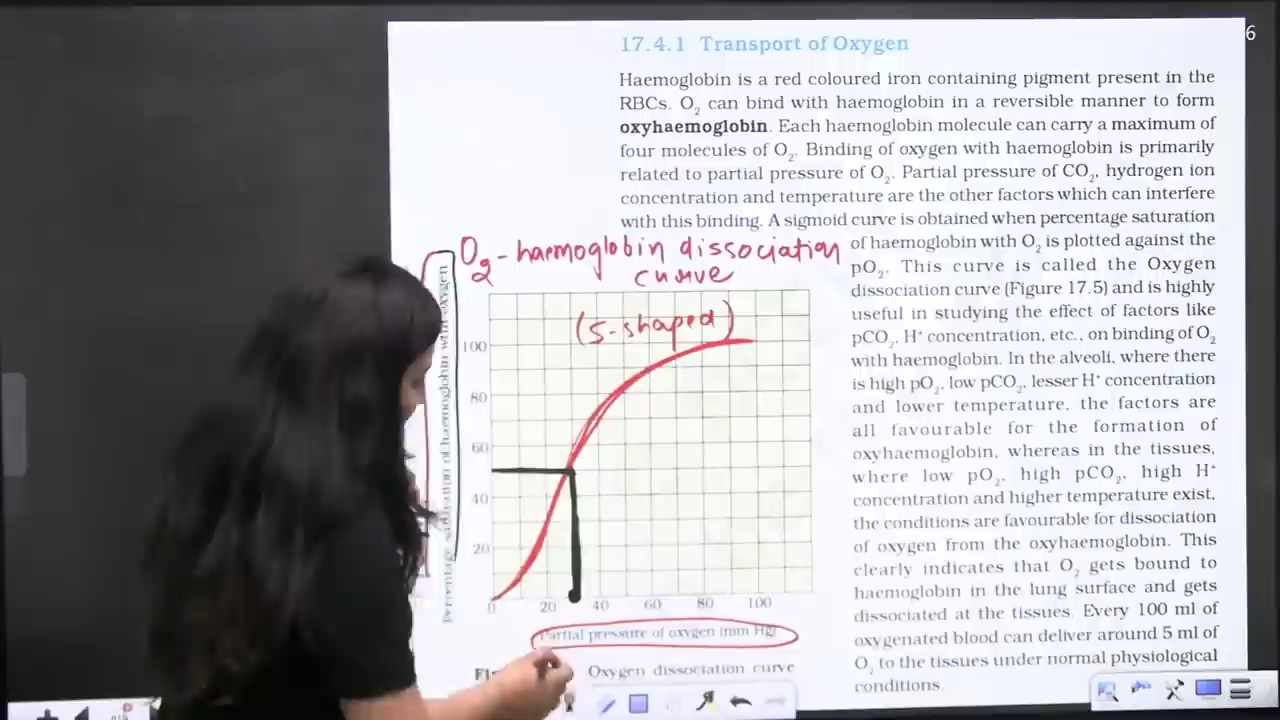 6
17.4.1 Transport of Oxygen
Haemoglobin is a red coloured iron containing pigment present in the
RBCs. O₂ can bind with haemoglobin in a reversible manner to form
oxyhaemoglobin. Each haemoglobin molecule can carry a maximum of
four molecules of O₂. Binding of oxygen with haemoglobin is primarily
related to partial pressure of O₂. Partial pressure of CO₂, hydrogen ion
concentration and temperature are the other factors which can interfere
with this binding. A sigmoid curve is obtained when percentage saturation
of haemoglobin with O₂ is plotted against the
pO₂. This curve is called the Oxygen
dissociation curve (Figure 17.5) and is highly
useful in studying the effect of factors like
pCO₂, H⁺ concentration, etc., on binding of O₂
with haemoglobin. In the alveoli, where there
is high pO₂, low pCO₂, lesser H⁺ concentration
and lower temperature, the factors are
all favourable for the formation of
oxyhaemoglobin, whereas in the tissues,
where low pO₂, high pCO₂, high H⁺
concentration and higher temperature exist,
the conditions are favourable for dissociation
of oxygen from the oxyhaemoglobin. This
clearly indicates that O₂ gets bound to
haemoglobin in the lung surface and gets
dissociated at the tissues. Every 100 ml of
oxygenated blood can deliver around 5 ml of
O₂ to the tissues under normal physiological
conditions.
O₂-haemoglobin dissociation
curve
(S-shaped)
Percentage saturation of haemoglobin with oxygen
100
80
60
40
20
0 20 40 60 80 100
Partial pressure of oxygen (mm Hg)
Oxygen dissociation curve